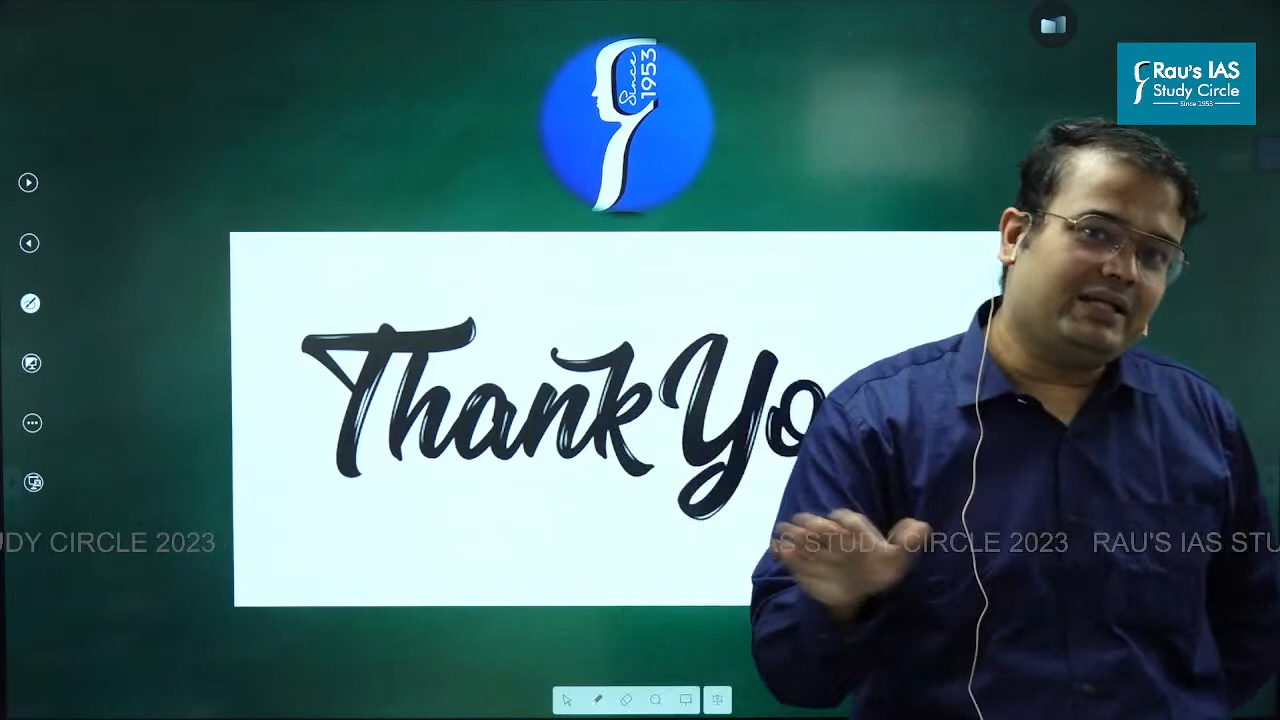 Since
1953
Rau's IAS
Study Circle
Since 1953
Thank Yo
UDY CIRCLE 2023
AS STUDY CIRCLE 2023 RAU'S IAS STU